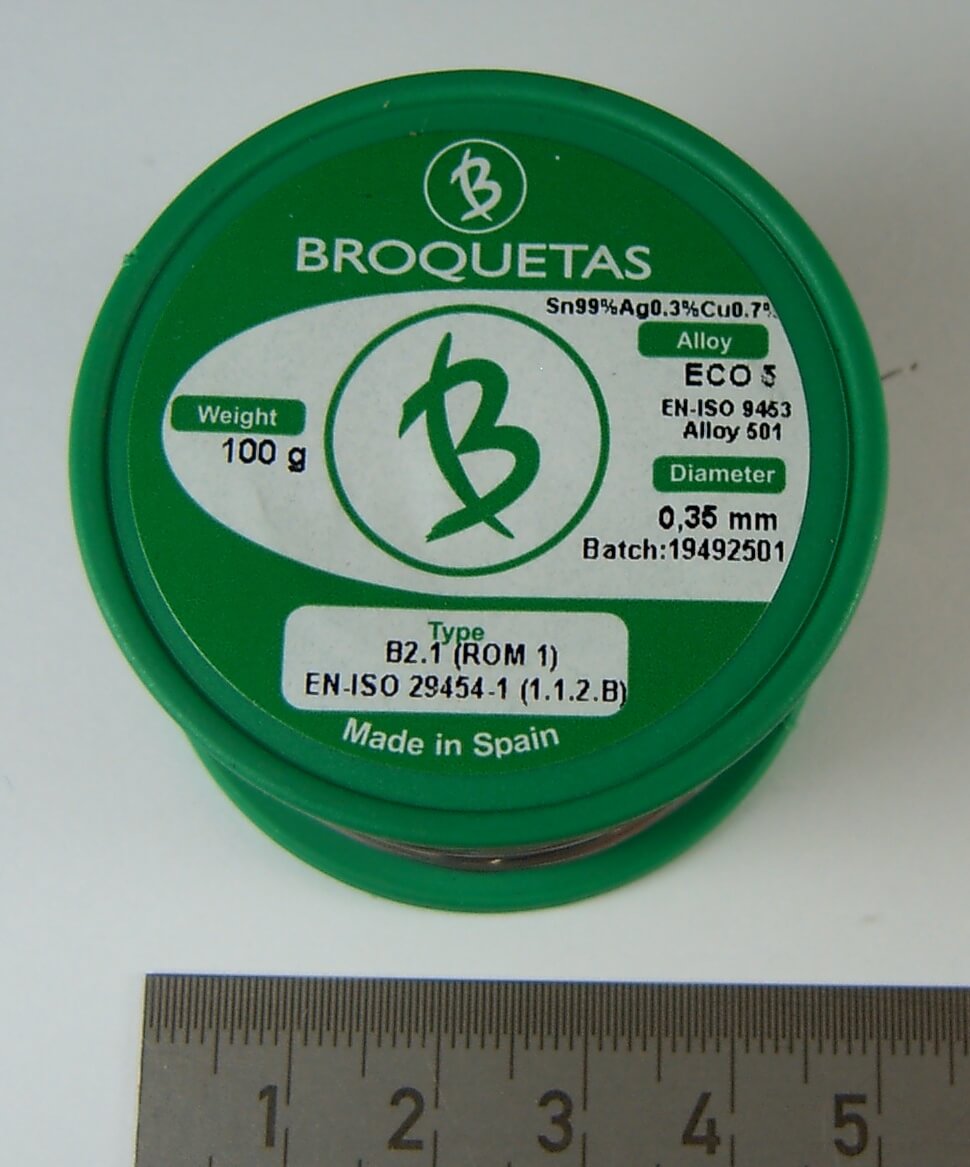 B
BROQUETAS
Sn99%Ag0.3%Cu0.7%
Alloy
ECO 5
EN-ISO 9453
Alloy 501
Weight
100 g
B
Diameter
0,35 mm
Batch:19492501
Type
B2.1 (ROM 1)
EN-ISO 29454-1 (1.1.2.B)
Made in Spain
1 2 3 4 5